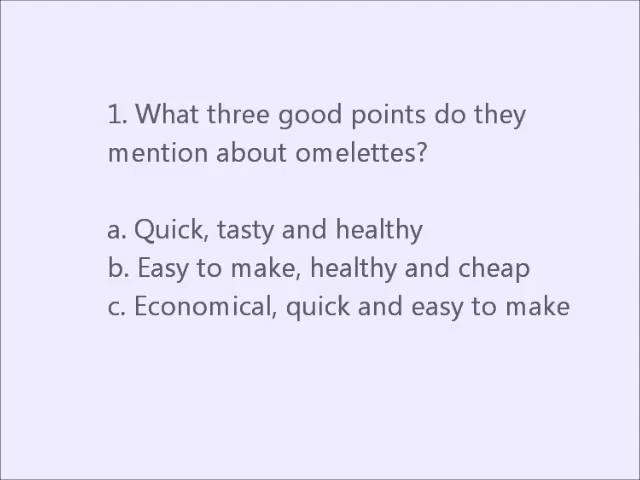 1. What three good points do they
mention about omelettes?
a. Quick, tasty and healthy
b. Easy to make, healthy and cheap
c. Economical, quick and easy to make